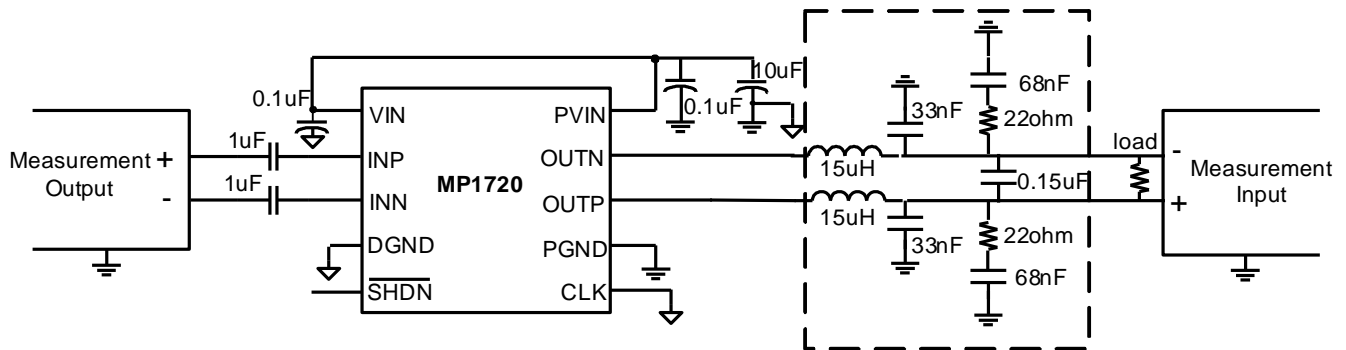 10uF
68nF
0.1uF
VIN
PVIN
0.1uF
33nF
22ohm
Measurement +
Output
-
1uF
INP
OUTN
15uH
load
-
Measurement
Input
+
1uF
MP1720
0.15uF
INN
OUTP
15uH
22ohm
DGND
PGND
33nF
68nF
SHDN
CLK